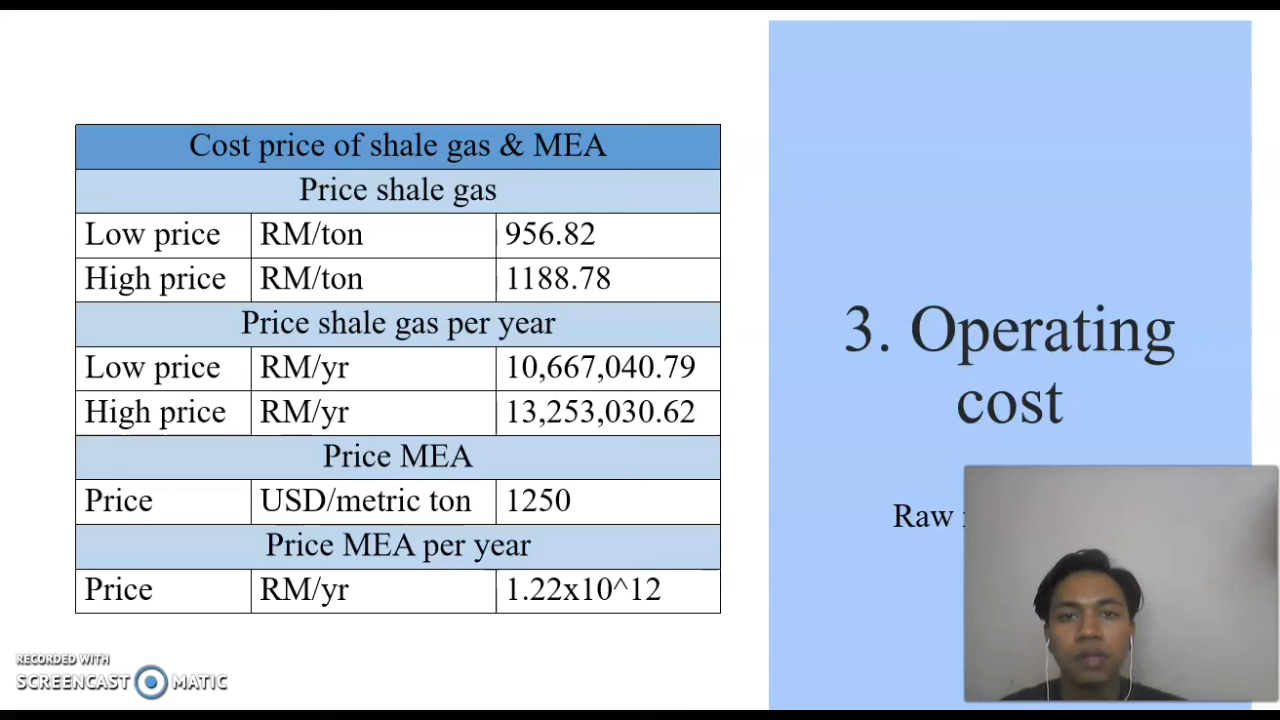 Cost price of shale gas & MEA
Price shale gas
Low price RM/ton 956.82
High price RM/ton 1188.78
Price shale gas per year
Low price RM/yr 10,667,040.79
High price RM/yr 13,253,030.62
Price MEA
Price USD/metric ton 1250
Price MEA per year
Price RM/yr 1.22x10^12
3. Operating
cost
Raw
RECORDED WITH
SCREENCAST MATIC